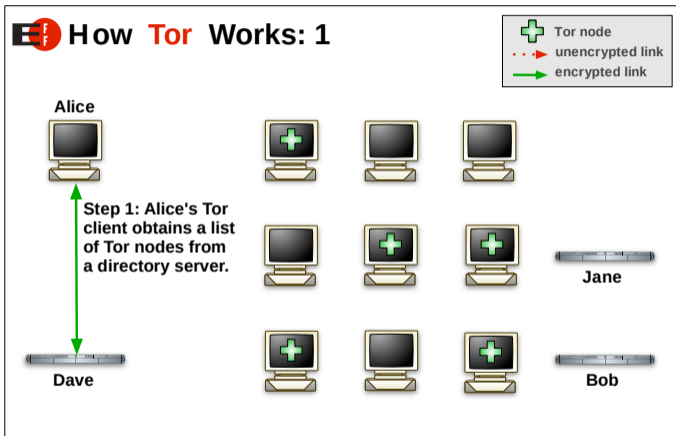 EFF How Tor Works: 1
Tor node
unencrypted link
encrypted link
Alice
Step 1: Alice's Tor
client obtains a list
of Tor nodes from
a directory server.
Jane
Dave
Bob